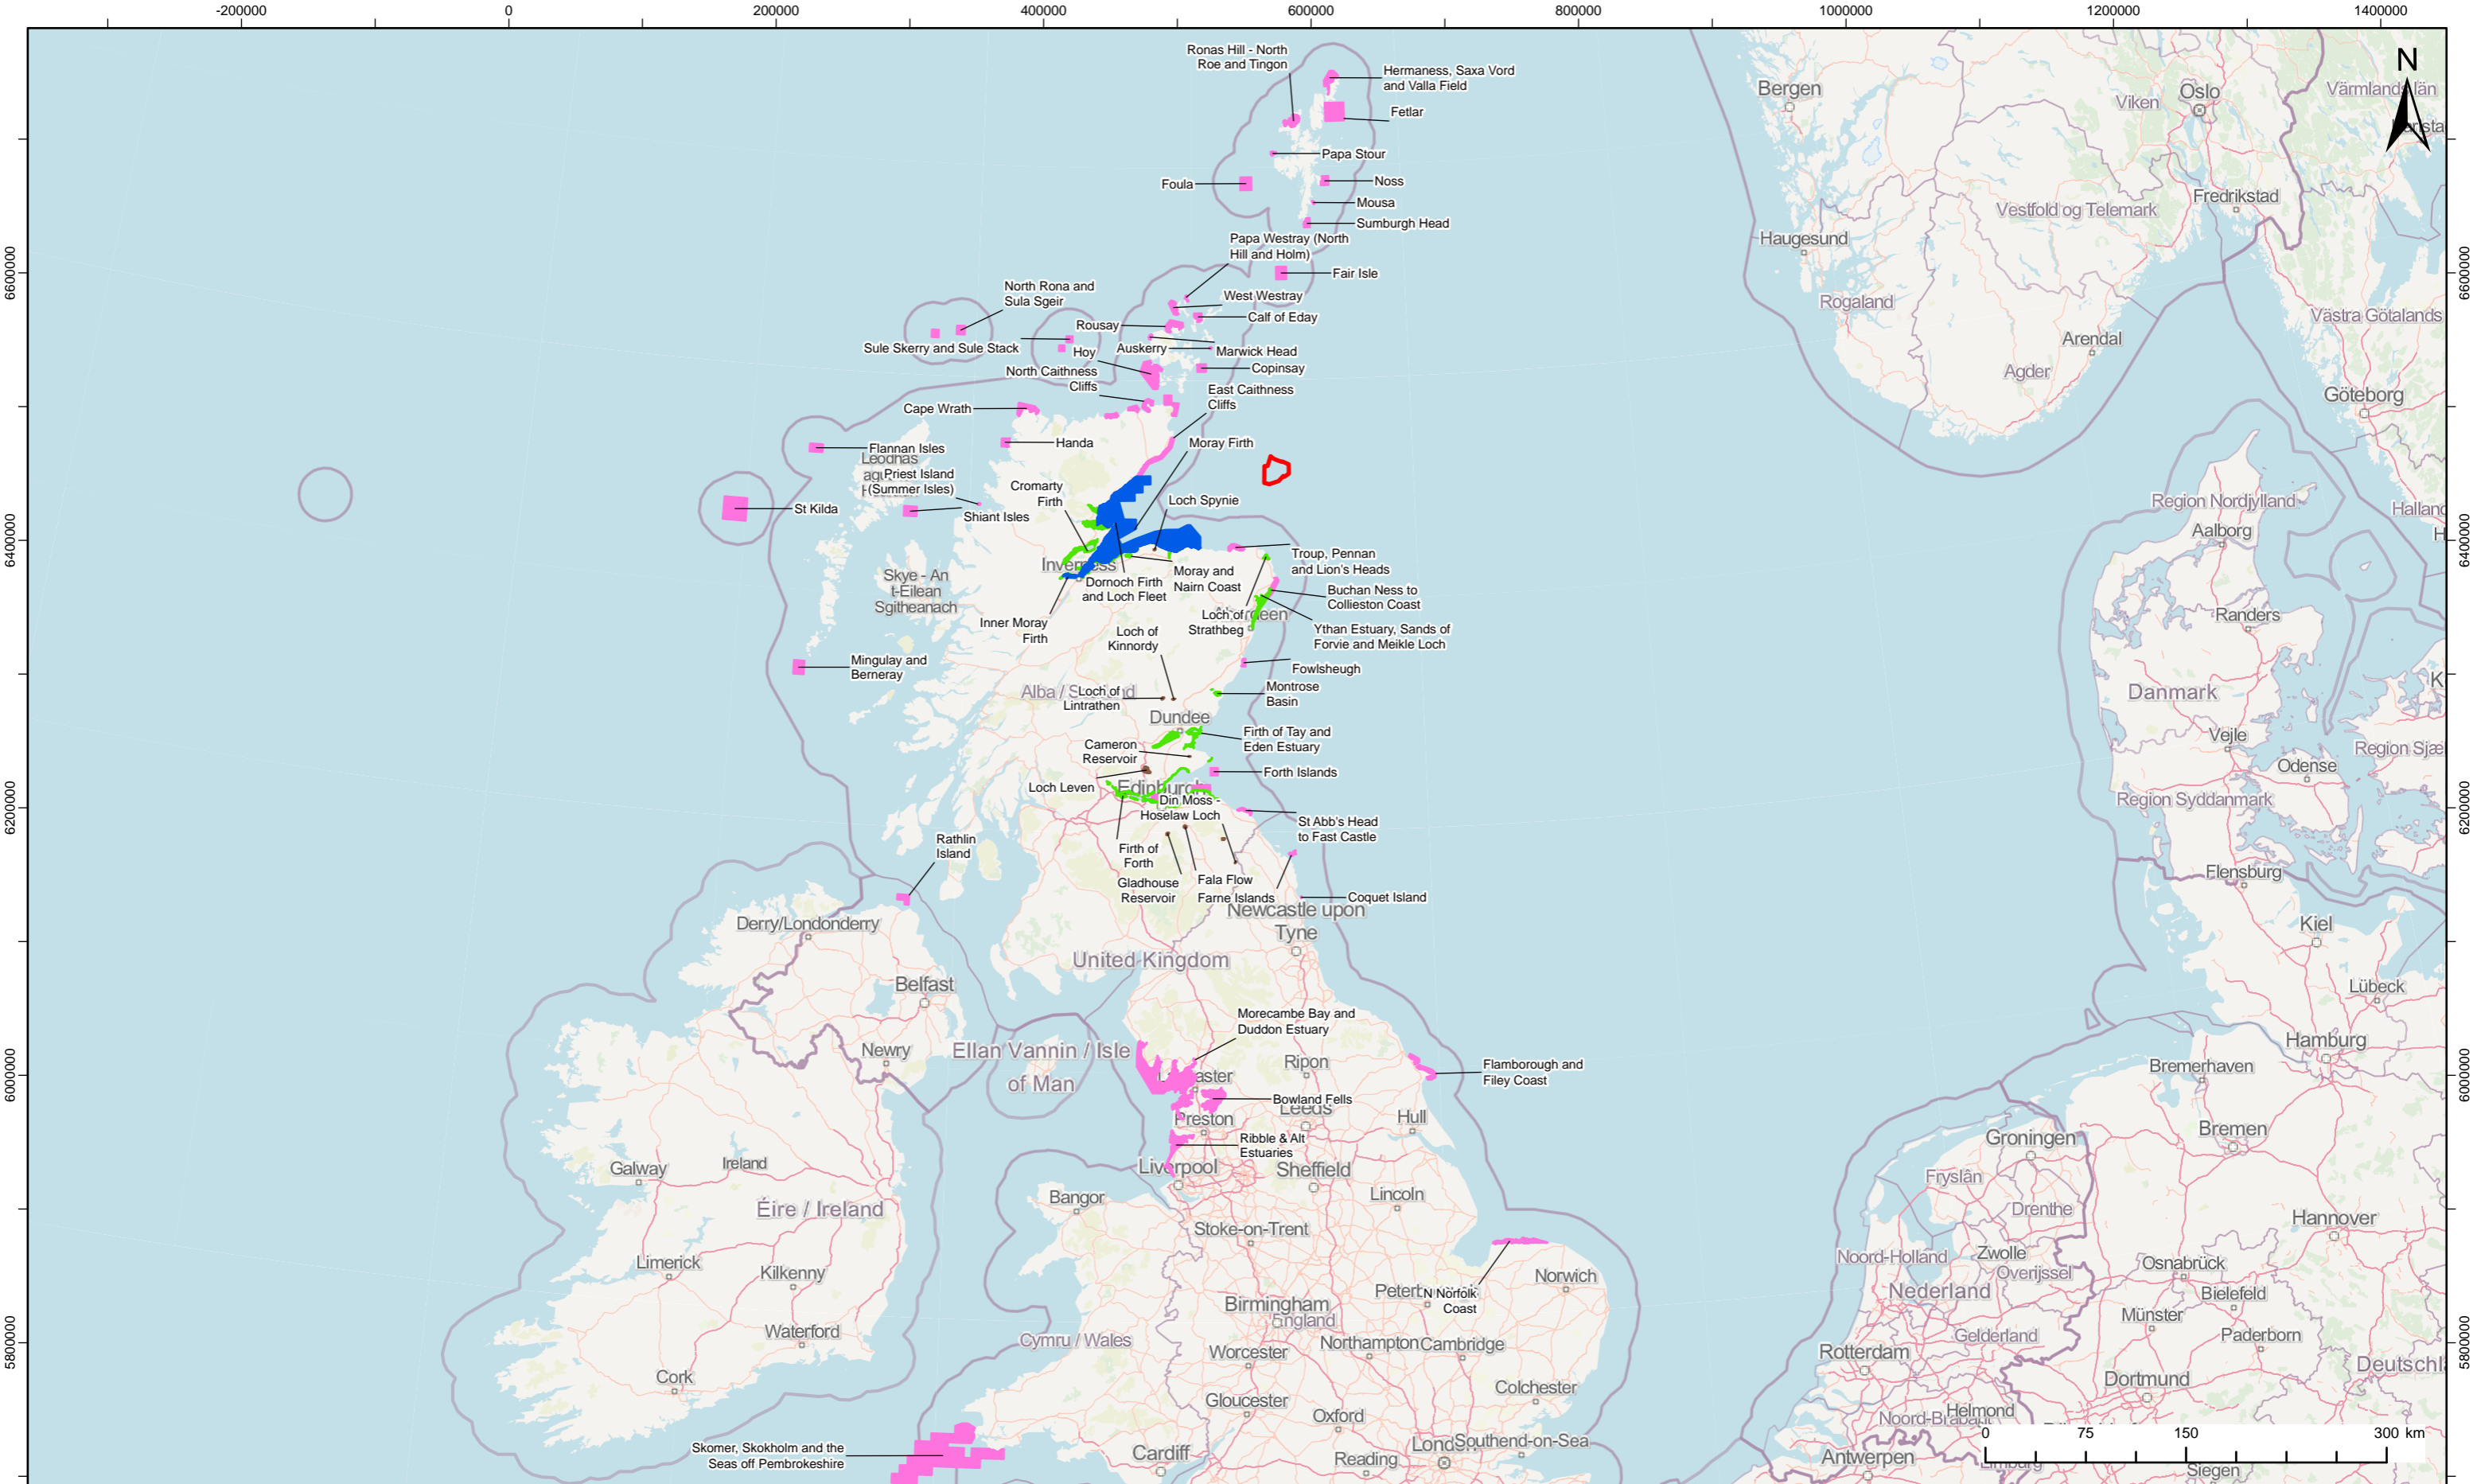 -200000
0
200000
400000
600000
800000
1000000
1200000
1400000
N
Ronas Hill - North
Roe and Tingon
Hermaness, Saxa Vord
and Valla Field
Fetlar
Papa Stour
Foula
Noss
Mousa
Sumburgh Head
Papa Westray (North
Hill and Holm)
Fair Isle
North Rona and
Sula Sgeir
West Westray
Calf of Eday
Rousay
Sule Skerry and Sule Stack
Auskerry
Marwick Head
Hoy
Copinsay
North Caithness
Cliffs
East Caithness
Cliffs
Cape Wrath
Handa
Moray Firth
Flannan Isles
Leòdhas
Priest Island
(Summer Isles)
Cromarty
Firth
Loch Spynie
St Kilda
Shiant Isles
Inverness
Troup, Pennan
and Lion's Heads
Moray and
Nairn Coast
Dornoch Firth
and Loch Fleet
Skye - An
t-Eilean
Sgitheanach
Buchan Ness to
Collieston Coast
Loch of
Strathbeg
Ythan Estuary, Sands of
Forvie and Meikle Loch
Inner Moray
Firth
Loch of
Kinnordy
Mingulay and
Berneray
Fowlsheugh
Montrose
Basin
Loch of
Lintrathen
Dundee
Firth of Tay and
Eden Estuary
Cameron
Reservoir
Forth Islands
Loch Leven
Edinburgh
Din Moss -
Hoselaw Loch
St Abb's Head
to Fast Castle
Rathlin
Island
Firth of
Forth
Gladhouse
Reservoir
Fala Flow
Farne Islands
Coquet Island
Newcastle upon
Tyne
Derry/Londonderry
United Kingdom
Belfast
Morecambe Bay and
Duddon Estuary
Newry
Ellan Vannin / Isle
of Man
Ripon
Flamborough and
Filey Coast
Bowland Fells
Leeds
Preston
Hull
Ribble & Alt
Estuaries
Liverpool
Sheffield
Galway
Ireland
Éire / Ireland
Bangor
Lincoln
Stoke-on-Trent
Limerick
Kilkenny
Norwich
N Norfolk
Coast
Birmingham
England
Waterford
Cymru / Wales
Worcester
Northampton
Cambridge
Cork
Gloucester
Colchester
Oxford
Skomer, Skokholm and the
Seas off Pembrokeshire
Cardiff
Reading
Southend-on-Sea
Bergen
Oslo
Viken
Fredrikstad
Vestfold og Telemark
Haugesund
Rogaland
Västra Götalands
Arendal
Agder
Göteborg
Region Nordjylland
Aalborg
Randers
Danmark
Vejle
Odense
Region Syddanmark
Flensburg
Kiel
Lübeck
Hamburg
Bremerhaven
Bremen
Groningen
Fryslân
Drenthe
Hannover
Noord-Holland
Zwolle
Overijssel
Osnabrück
Nederland
Bielefeld
Münster
Gelderland
Paderborn
Rotterdam
Dortmund
Helmond
Antwerpen
Siegen
0
75
150
300 km
6600000
6400000
6200000
6000000
5800000
6600000
6400000
6200000
6000000
5800000